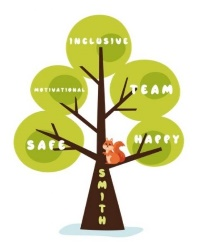 INCLUSIVE
MOTIVATIONAL
TEAM
SAFE
HAPPY
SMITH